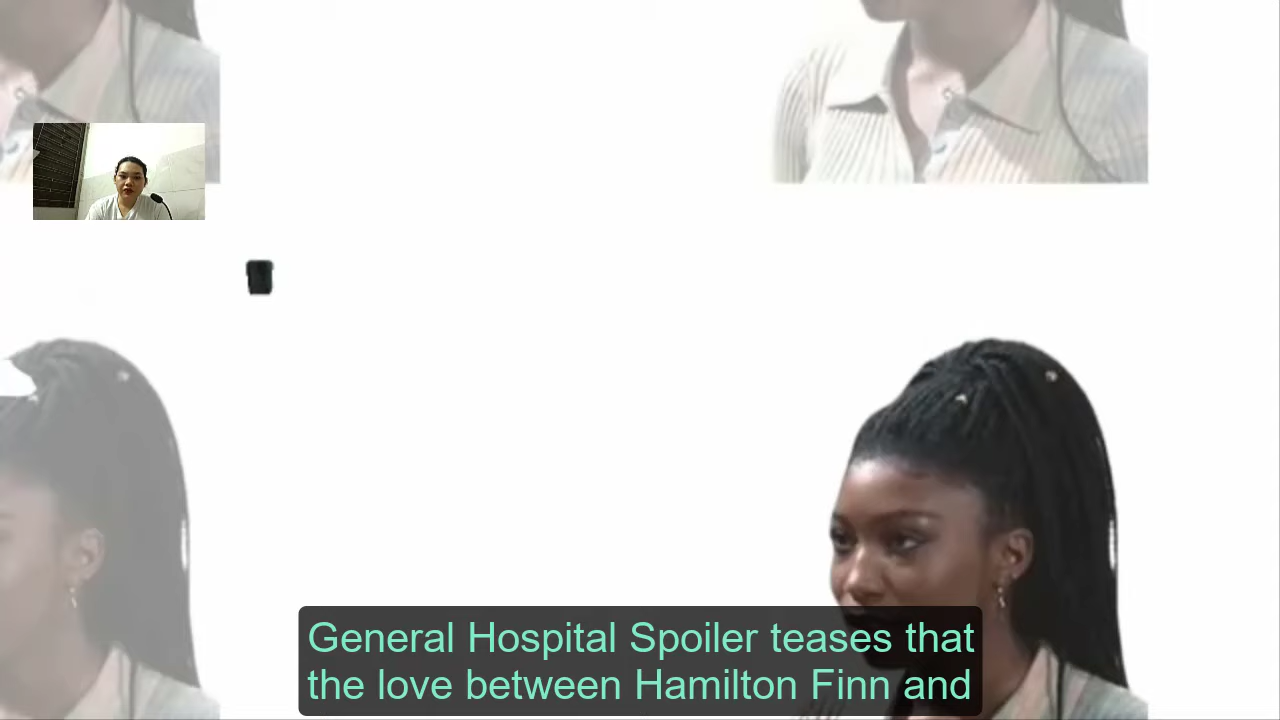 General Hospital Spoiler teases that
the love between Hamilton Finn and